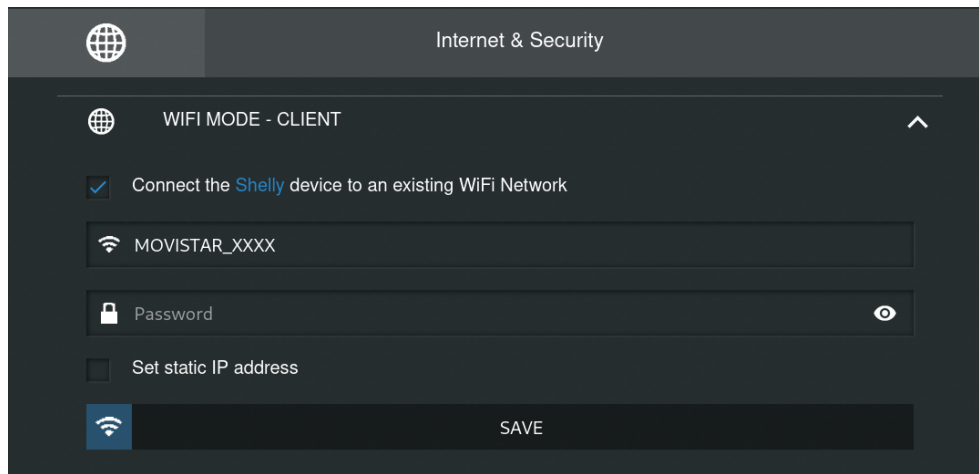 Internet & Security
WIFI MODE - CLIENT
Connect the Shelly device to an existing WiFi Network
MOVISTAR_XXXX
Password
Set static IP address
SAVE